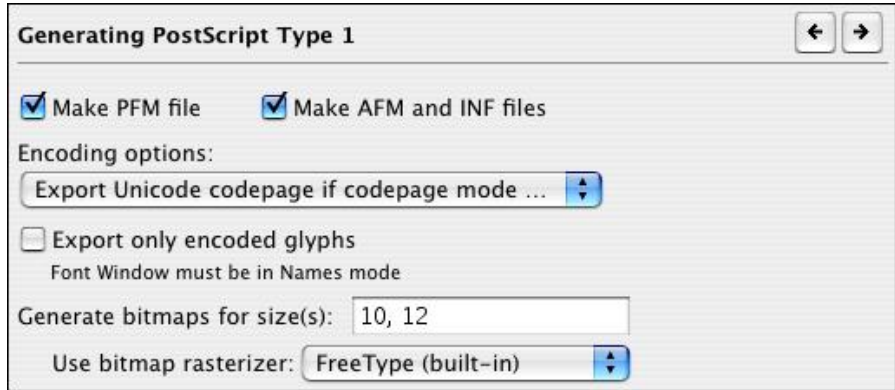 Generating PostScript Type 1
Make PFM file Make AFM and INF files
Encoding options:
Export Unicode codepage if codepage mode ...
Export only encoded glyphs
Font Window must be in Names mode
Generate bitmaps for size(s): 10, 12
Use bitmap rasterizer: FreeType (built-in)